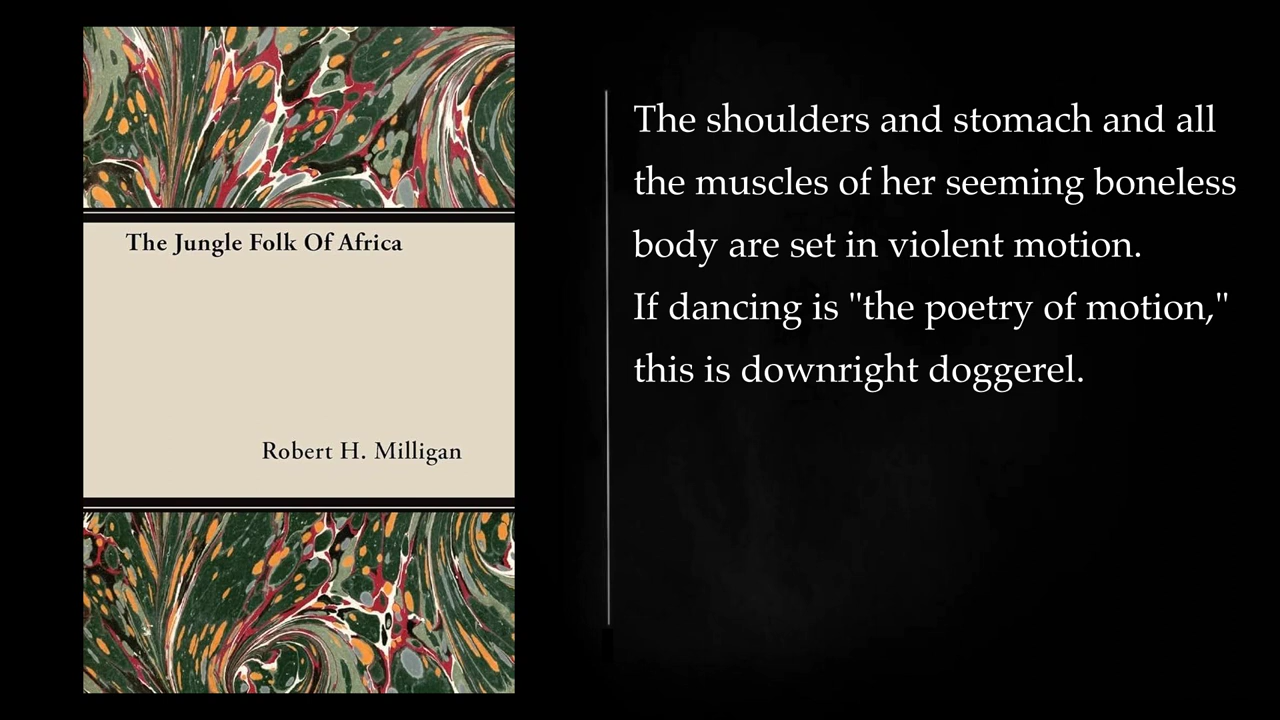 The Jungle Folk Of Africa
Robert H. Milligan
The shoulders and stomach and all
the muscles of her seeming boneless
body are set in violent motion.
If dancing is "the poetry of motion,"
this is downright doggerel.